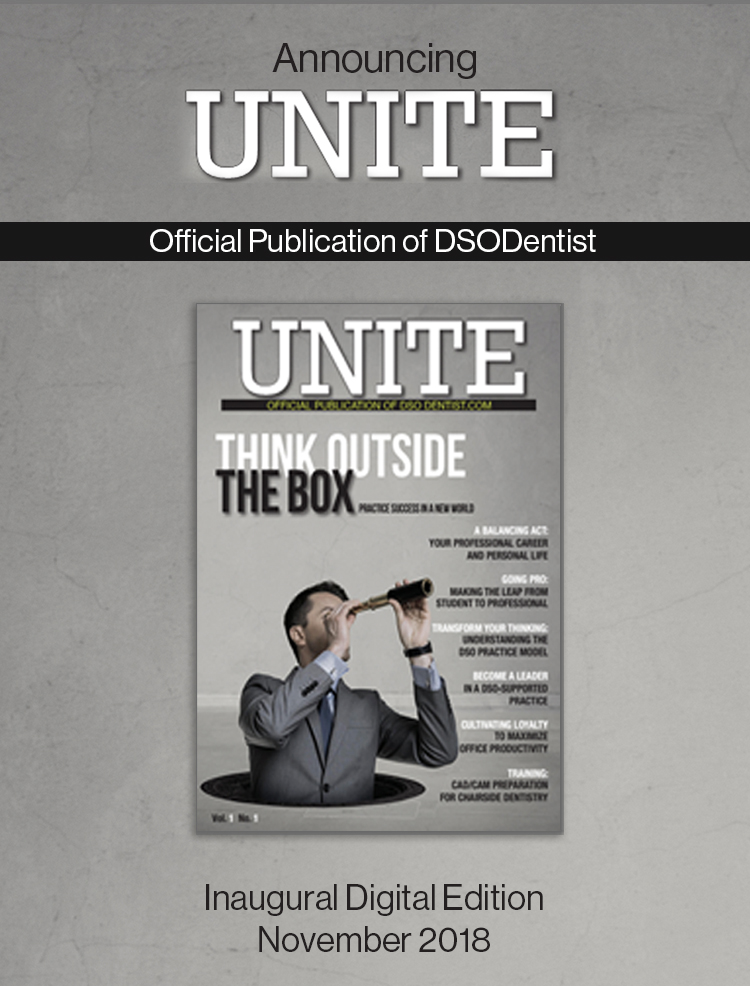 Announcing
UNITE
Official Publication of DSODentist
UNITE
OFFICIAL PUBLICATION OF DSO DENTIST.COM
THINK OUTSIDE
THE BOX PRACTICE SUCCESS IN A NEW WORLD
A BALANCING ACT:
YOUR PROFESSIONAL CAREER
AND PERSONAL LIFE
GOING PRO:
MAKING THE LEAP FROM
STUDENT TO PROFESSIONAL
TRANSFORM YOUR THINKING:
UNDERSTANDING THE
DSO PRACTICE MODEL
BECOME A LEADER
IN A DSO-SUPPORTED
PRACTICE
CULTIVATING LOYALTY
TO MAXIMIZE
OFFICE PRODUCTIVITY
TRAINING:
CAD/CAM PREPARATION
FOR CHAIRSIDE DENTISTRY
Vol. 1 No. 1
Inaugural Digital Edition
November 2018